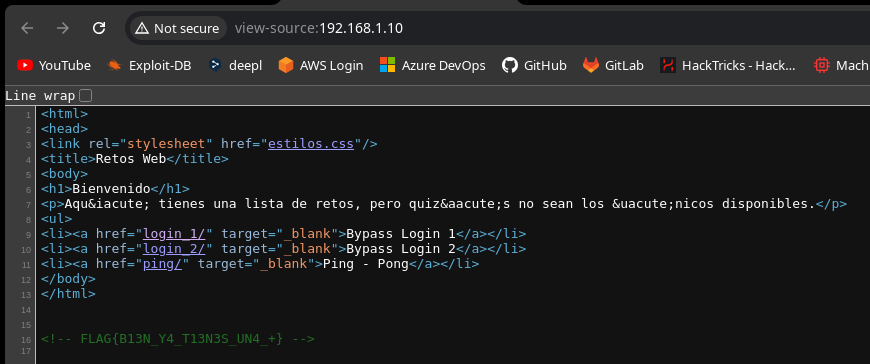 Not secure view-source:192.168.1.10
YouTube Exploit-DB deepl AWS Login Azure DevOps GitHub GitLab HackTricks - Hack... Mach
Line wrap
1 <html>
2 <head>
3 <link rel="stylesheet" href="estilos.css"/>
4 <title>Retos Web</title>
5 <body>
6 <h1>Bienvenido</h1>
7 <p>Aqu&iacute; tienes una lista de retos, pero quiz&aacute;s no sean los &uacute;nicos disponibles.</p>
8 <ul>
9 <li><a href="login_1/" target="_blank">Bypass Login 1</a></li>
10 <li><a href="login_2/" target="_blank">Bypass Login 2</a></li>
11 <li><a href="ping/" target="_blank">Ping - Pong</a></li>
12 </body>
13 </html>
14
15
16 <!-- FLAG{B13N_Y4_T13N3S_UN4_+} -->
17